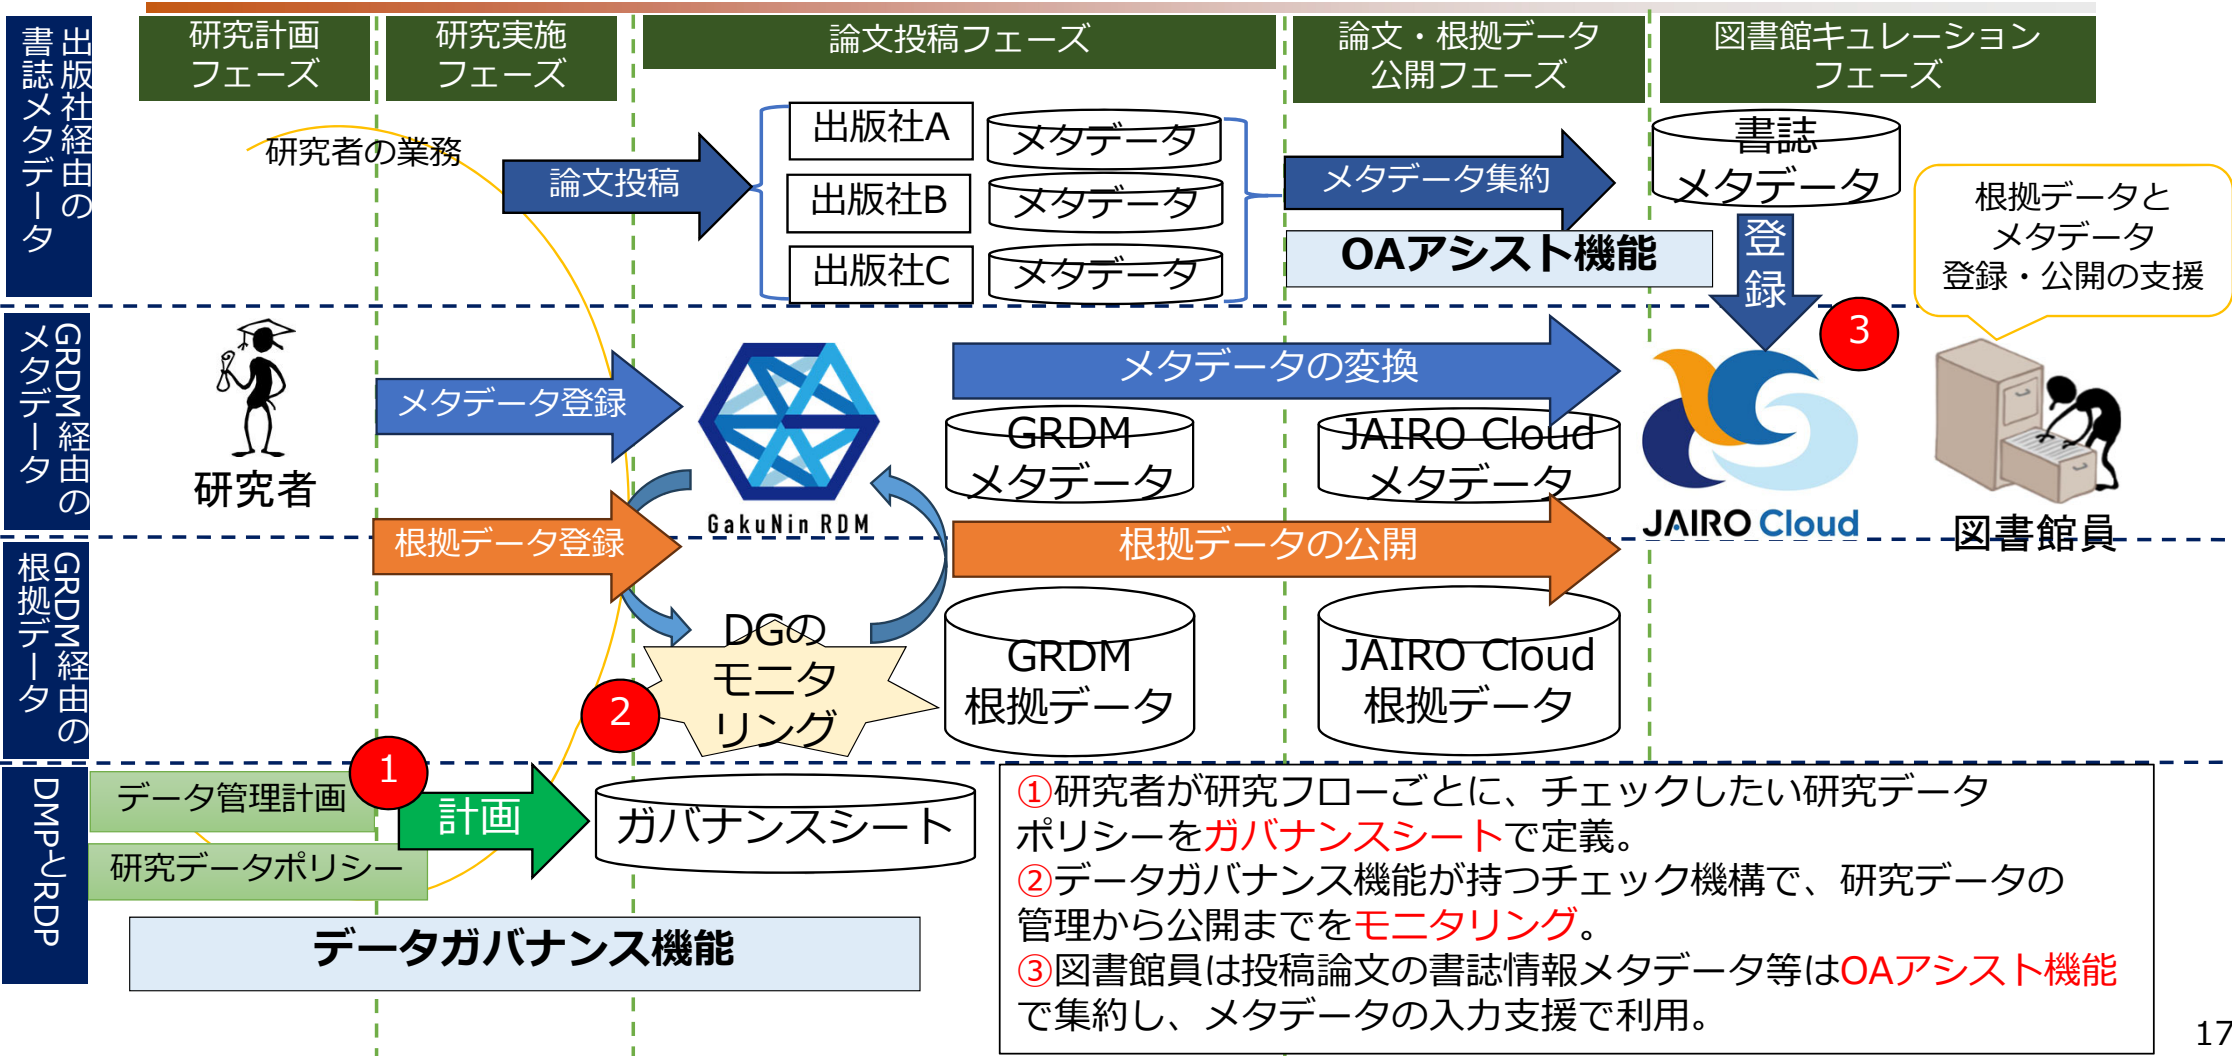 研究計画
フェーズ
研究実施
フェーズ
論文投稿フェーズ
論文・根拠データ
公開フェーズ
図書館キュレーション
フェーズ
出版社経由の
書誌メタデータ
研究者の業務
論文投稿
出版社A
メタデータ
出版社B
メタデータ
出版社C
メタデータ
メタデータ集約
OAアシスト機能
書誌
メタデータ
登
録
根拠データと
メタデータ
登録・公開の支援
3
GRDM経由の
メタデータ
研究者
メタデータ登録
GakuNin RDM
メタデータの変換
GRDM
メタデータ
JAIRO Cloud
メタデータ
JAIRO Cloud
図書館員
根拠データ登録
根拠データの公開
GRDM経由の
根拠データ
DGの
モニタ
リング
2
GRDM
根拠データ
JAIRO Cloud
根拠データ
DMPとRDP
データ管理計画
1
研究データポリシー
計画
ガバナンスシート
データガバナンス機能
①研究者が研究フローごとに、チェックしたい研究データ
ポリシーをガバナンスシートで定義。
②データガバナンス機能が持つチェック機構で、研究データの
管理から公開までをモニタリング。
③図書館員は投稿論文の書誌情報メタデータ等はOAアシスト機能
で集約し、メタデータの入力支援で利用。
17